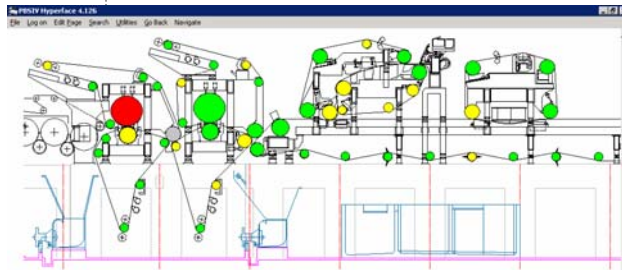 PBSIV Hyperface 4.126
File Log on Edit Page Search Utilities Go Back Navigate